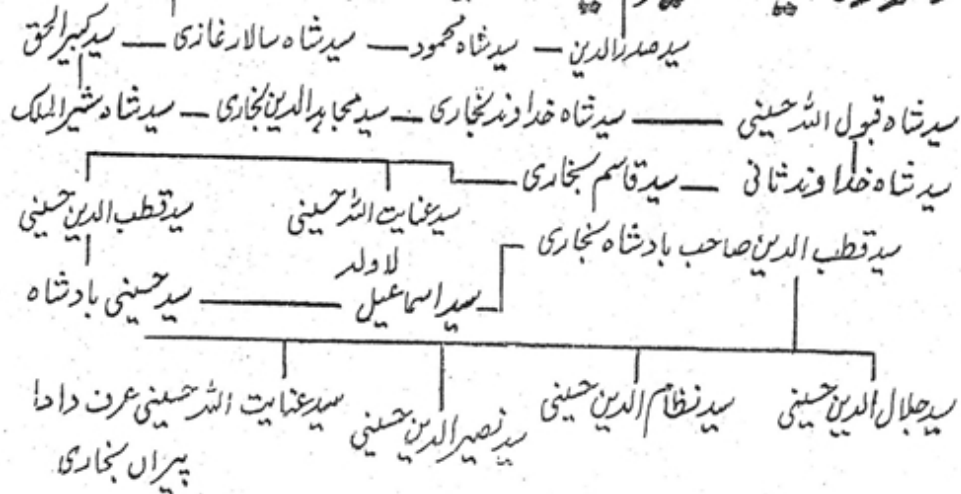 سید صدرالدین — سید شاہ محمود — سید شاہ سالار غازی — سید کبیر الحق
سید شاہ قبول اللہ حسینی — سید شاہ خداوند بخاری — سید مجاہد الدین بخاری — سید شاہ شیر الملک
سید شاہ خداوند ثانی — سید قاسم بخاری
سید عنایت اللہ حسینی سید قطب الدین حسینی
لاولد
سید قطب الدین صاحب بادشاہ بخاری
سید اسماعیل — سید حسینی بادشاہ
سید جلال الدین حسینی سید نظام الدین حسینی سید نصیر الدین حسینی سید عنایت اللہ حسینی عرف دادا
پیراں بخاری